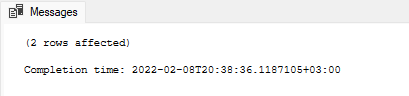 Messages
(2 rows affected)
Completion time: 2022-02-08T20:38:36.1187105+03:00